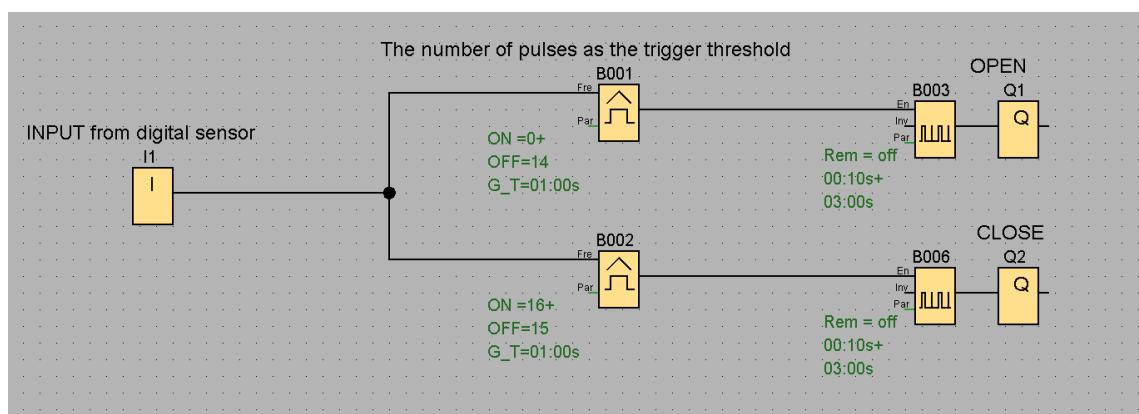 The number of pulses as the trigger threshold
OPEN
B001
B003
Q1
Fre
En
Q
Inv
Par
Par
INPUT from digital sensor
I1
I
ON =0+
OFF=14
G_T=01:00s
Rem = off
00:10s+
03:00s
CLOSE
B002
B006
Q2
Fre
En
Q
Inv
Par
Par
ON =16+
OFF=15
G_T=01:00s
Rem = off
00:10s+
03:00s